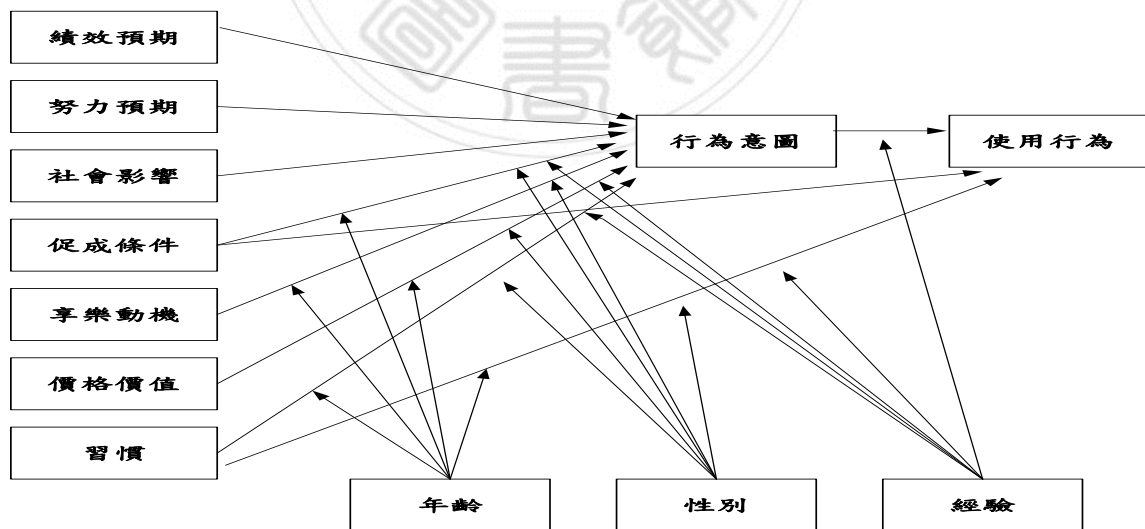 績效預期
努力預期
社會影響
促成條件
享樂動機
價格價值
習慣
行為意圖
使用行為
年齡
性別
經驗